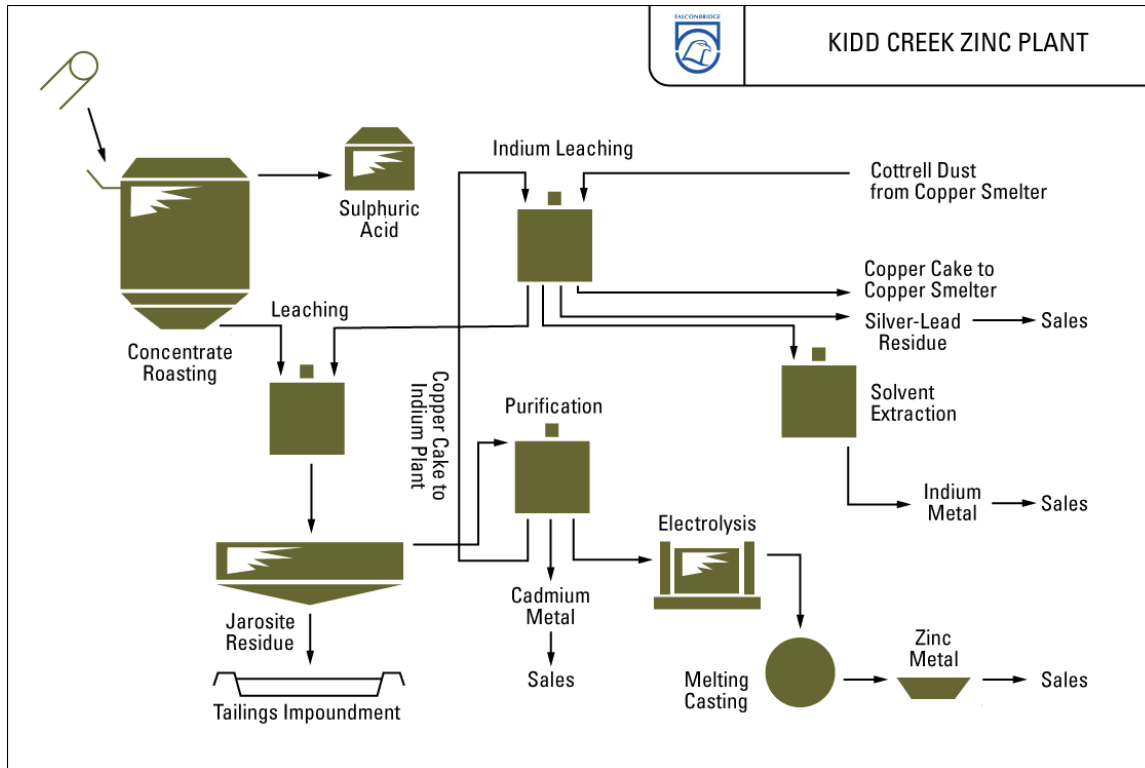 FALCONBRIDGE
KIDD CREEK ZINC PLANT
Indium Leaching
Cottrell Dust
from Copper Smelter
Sulphuric
Acid
Copper Cake to
Copper Smelter
Leaching
Silver-Lead
Residue
Sales
Concentrate
Roasting
Copper Cake to
Indium Plant
Purification
Solvent
Extraction
Indium
Metal
Sales
Electrolysis
Cadmium
Metal
Jarosite
Residue
Zinc
Metal
Sales
Melting
Casting
Sales
Tailings Impoundment